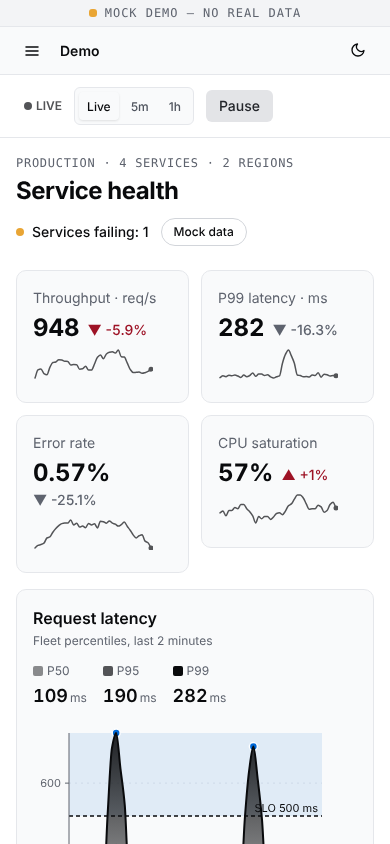 MOCK DEMO — NO REAL DATA
Demo
LIVE
Live 5m 1h
Pause
PRODUCTION · 4 SERVICES · 2 REGIONS
Service health
Services failing: 1
Mock data
Throughput · req/s
948 ▼ -5.9%
P99 latency · ms
282 ▼ -16.3%
Error rate
0.57%
▼ -25.1%
CPU saturation
57% ▲ +1%
Request latency
Fleet percentiles, last 2 minutes
P50 P95 P99
109 ms 190 ms 282 ms
600
SLO 500 ms